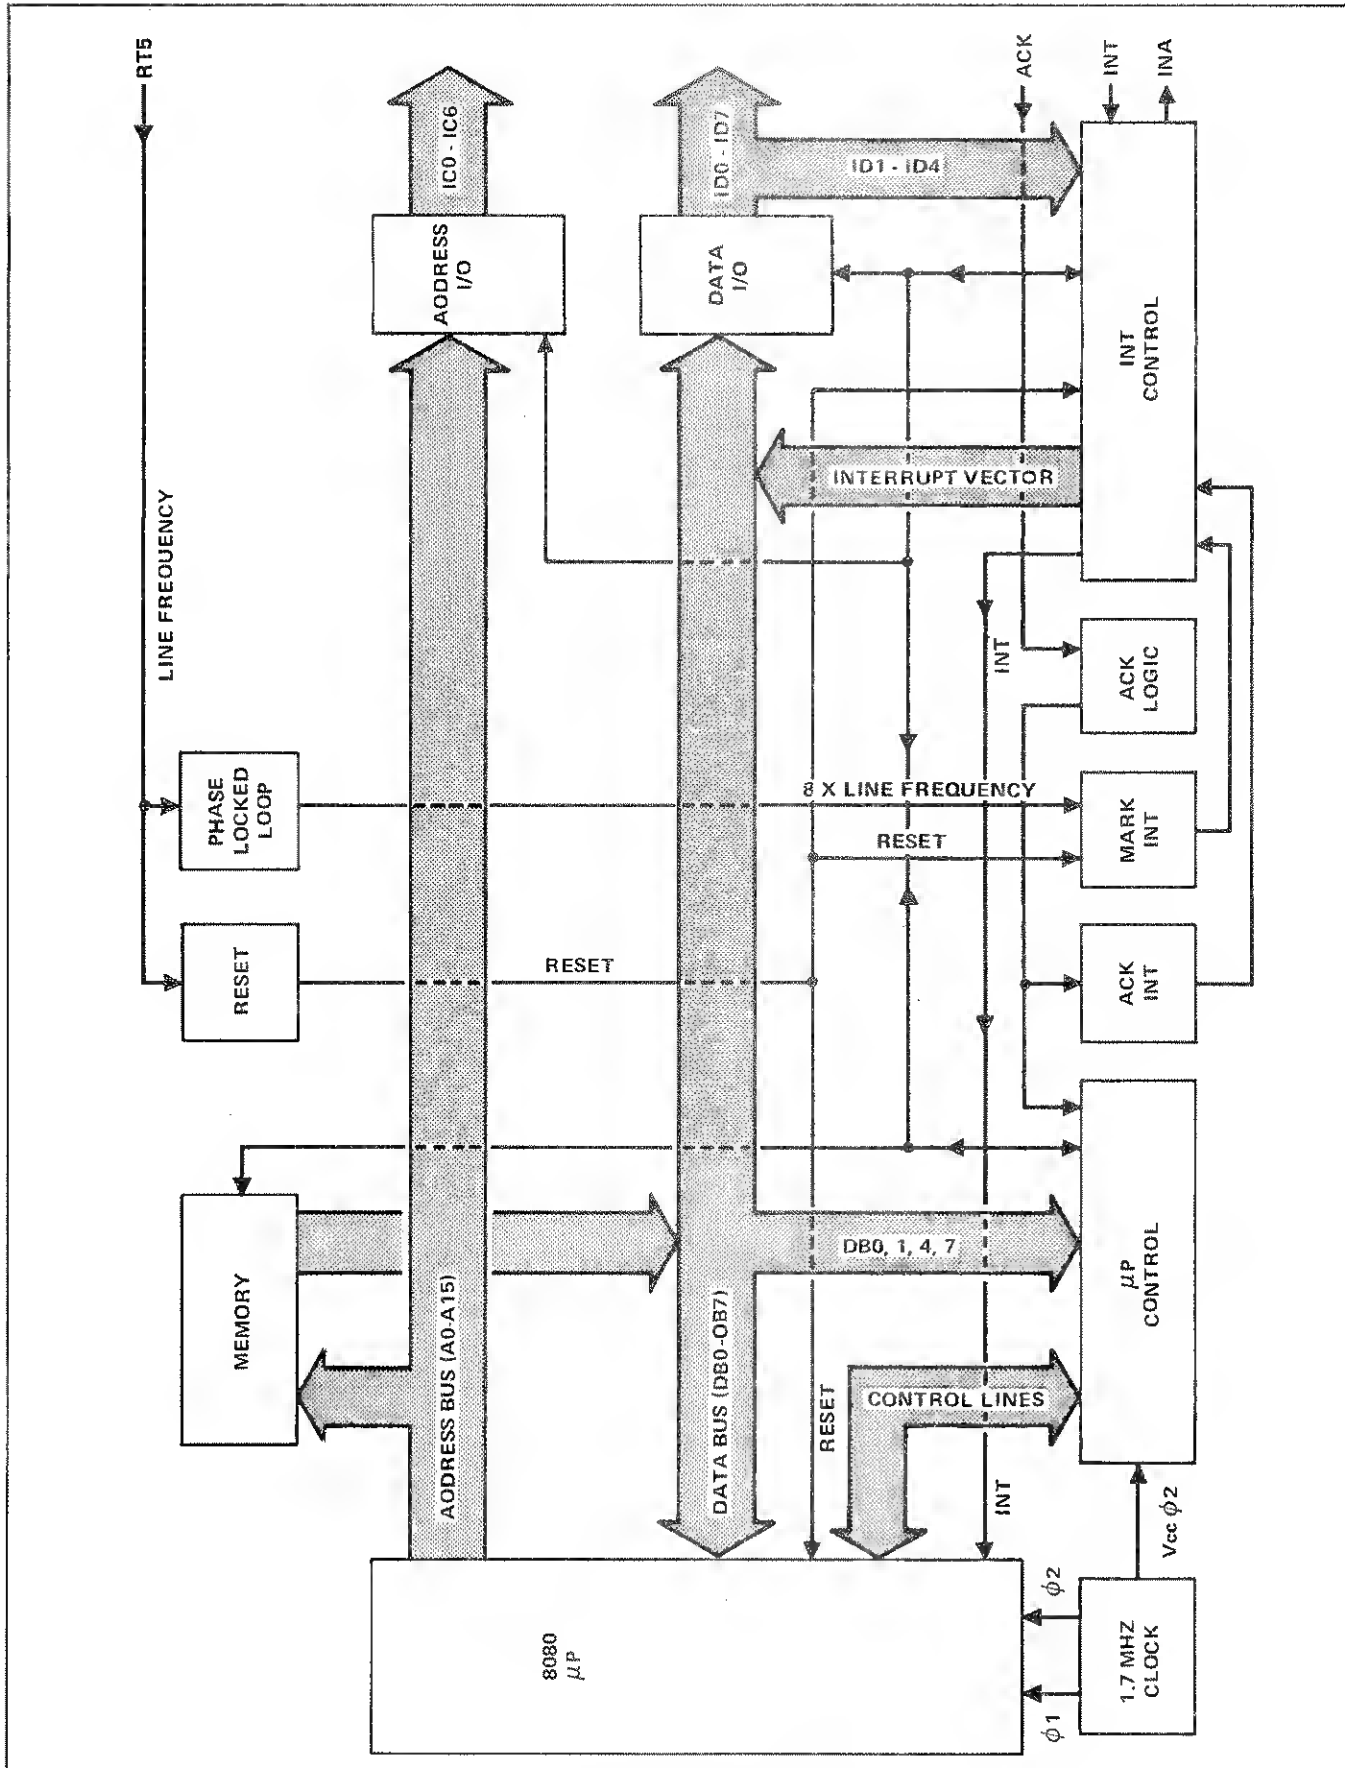 RT5
LINE FREOUENCY
MEMORY
RESET
PHASE
LOCKED
LOOP
AODRESS BUS (A0-A15)
AODRESS
I/O
IC0 - IC6
8080
μP
RESET
DATA BUS (DB0-OB7)
DATA
I/O
ID0 - ID7
RESET
DB0, 1, 4, 7
8 X LINE FREQUENCY
RESET
INTERRUPT VECTOR
ID1 - ID4
CONTROL LINES
INT
INT
ACK
φ1
φ2
Vcc φ2
1.7 MHZ
CLOCK
μP
CONTROL
ACK
INT
MARK
INT
ACK
LOGIC
INT
CONTROL
INT
INA